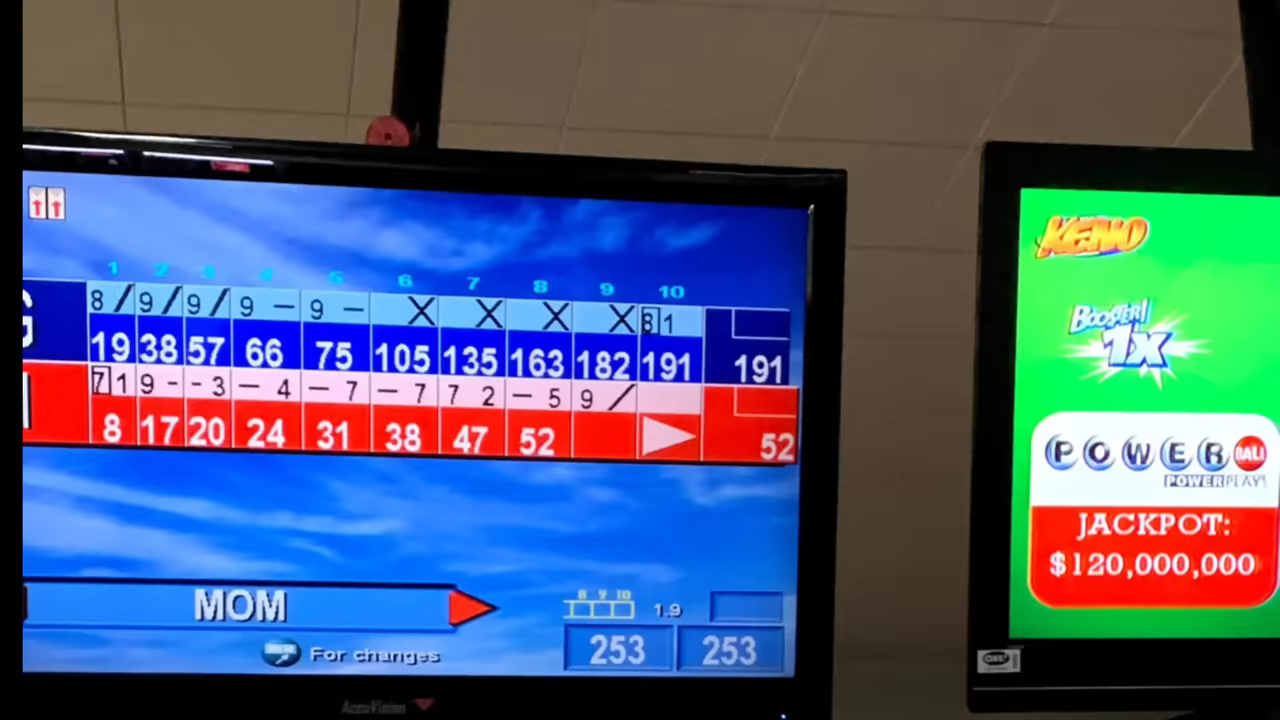 1 2 3 4 5 6 7 8 9 10
8 / 9 / 9 / 9 - 9 - X X X X 8 1
19 38 57 66 75 105 135 163 182 191 191
7 1 9 - - 3 - 4 - 7 - 7 7 2 - 5 9 /
8 17 20 24 31 38 47 52 52
MOM
8 9 10
1.9
For changes
253 253
AccuVision
KENO
BOOSTER!
1X
POWERBALL
POWERPLAY!
JACKPOT:
$120,000,000